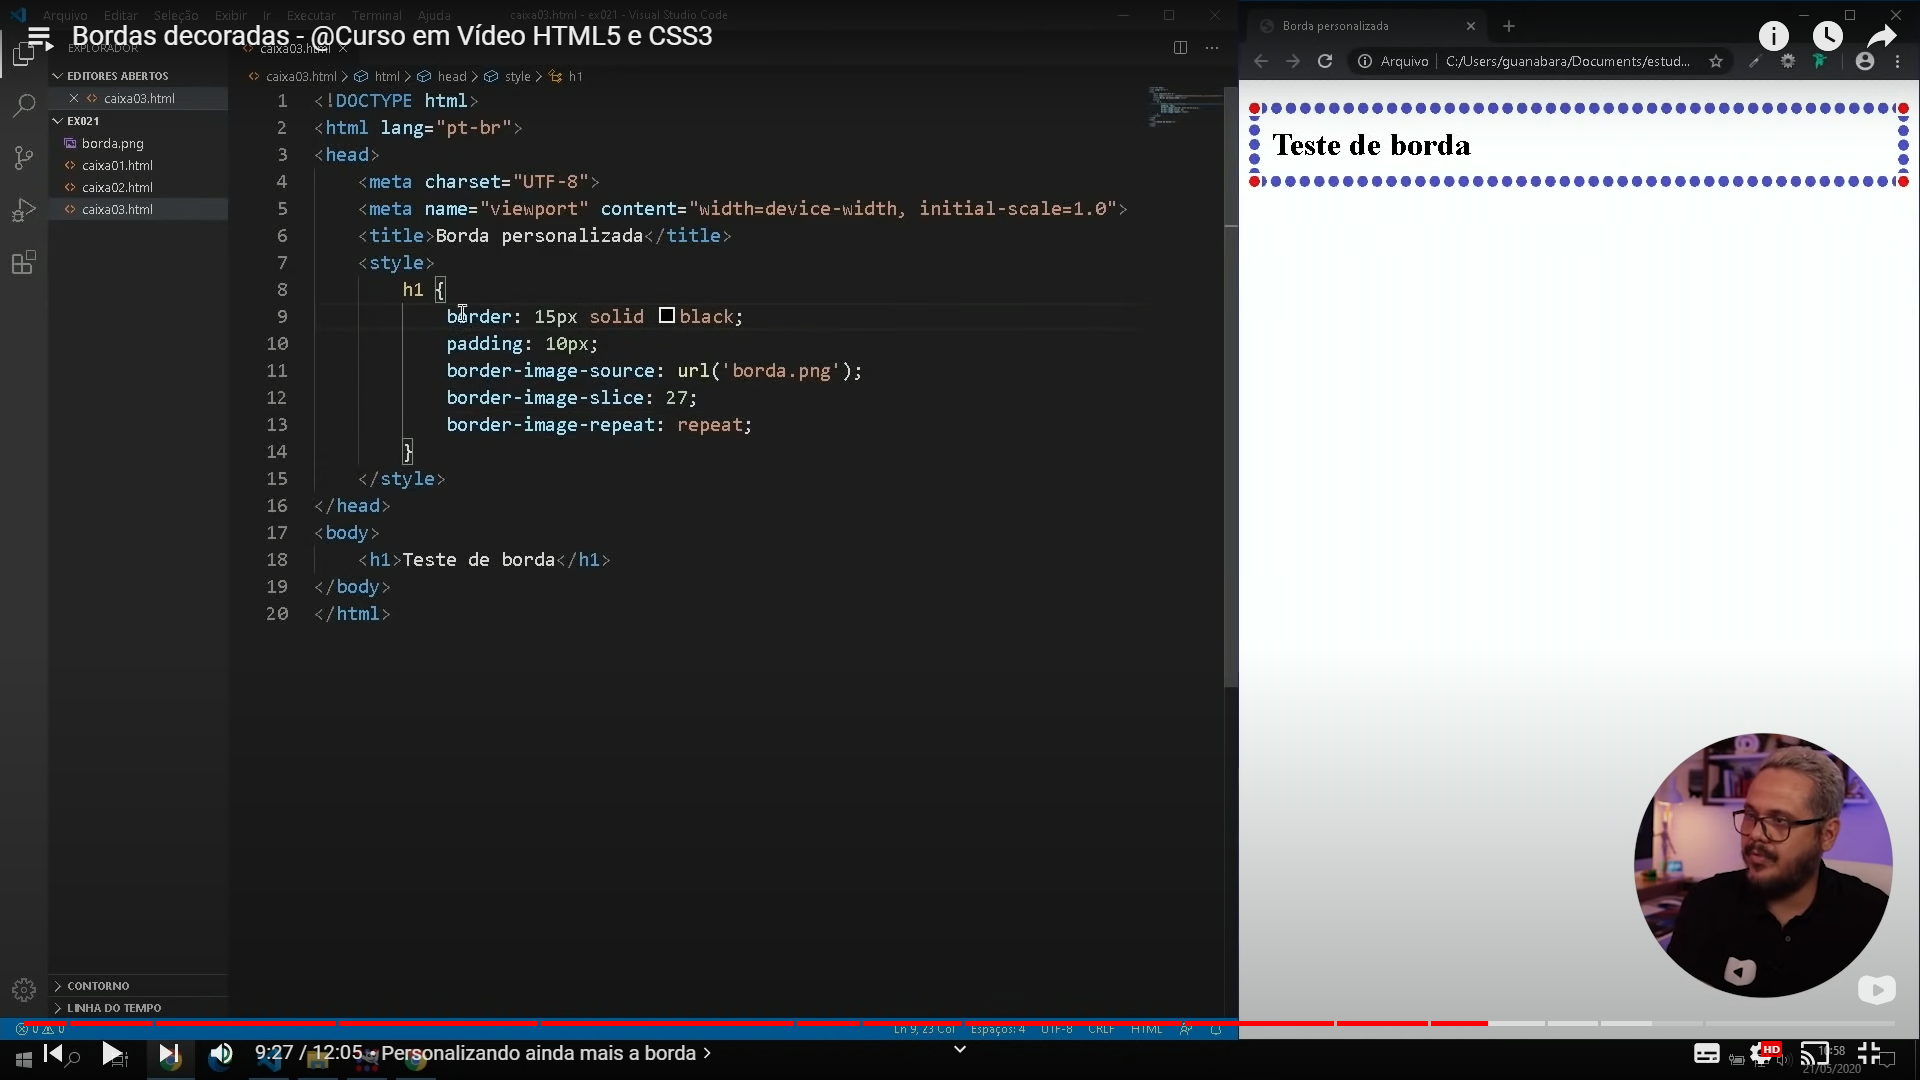 Arquivo Editar Seleção Exibir Ir Executar Terminal Ajuda
caixa03.html - ex021 - Visual Studio Code
Bordas decoradas - @Curso em Vídeo HTML5 e CSS3
EXPLORADOR
caixa03.html
EDITORES ABERTOS
caixa03.html
EX021
borda.png
caixa01.html
caixa02.html
caixa03.html
CONTORNO
LINHA DO TEMPO
caixa03.html > html > head > style > h1
1 <!DOCTYPE html>
2 <html lang="pt-br">
3 <head>
4 <meta charset="UTF-8">
5 <meta name="viewport" content="width=device-width, initial-scale=1.0">
6 <title>Borda personalizada</title>
7 <style>
8 h1 {
9 border: 15px solid black;
10 padding: 10px;
11 border-image-source: url('borda.png');
12 border-image-slice: 27;
13 border-image-repeat: repeat;
14 }
15 </style>
16 </head>
17 <body>
18 <h1>Teste de borda</h1>
19 </body>
20 </html>
Borda personalizada
Arquivo C:/Users/guanabara/Documents/estud...
Teste de borda
0 0
Ln 9, 23 Col
Espaços: 4 UTF-8 CRLF HTML
9:27 / 12:05 • Personalizando ainda mais a borda >
HD
10:58
21/05/2020